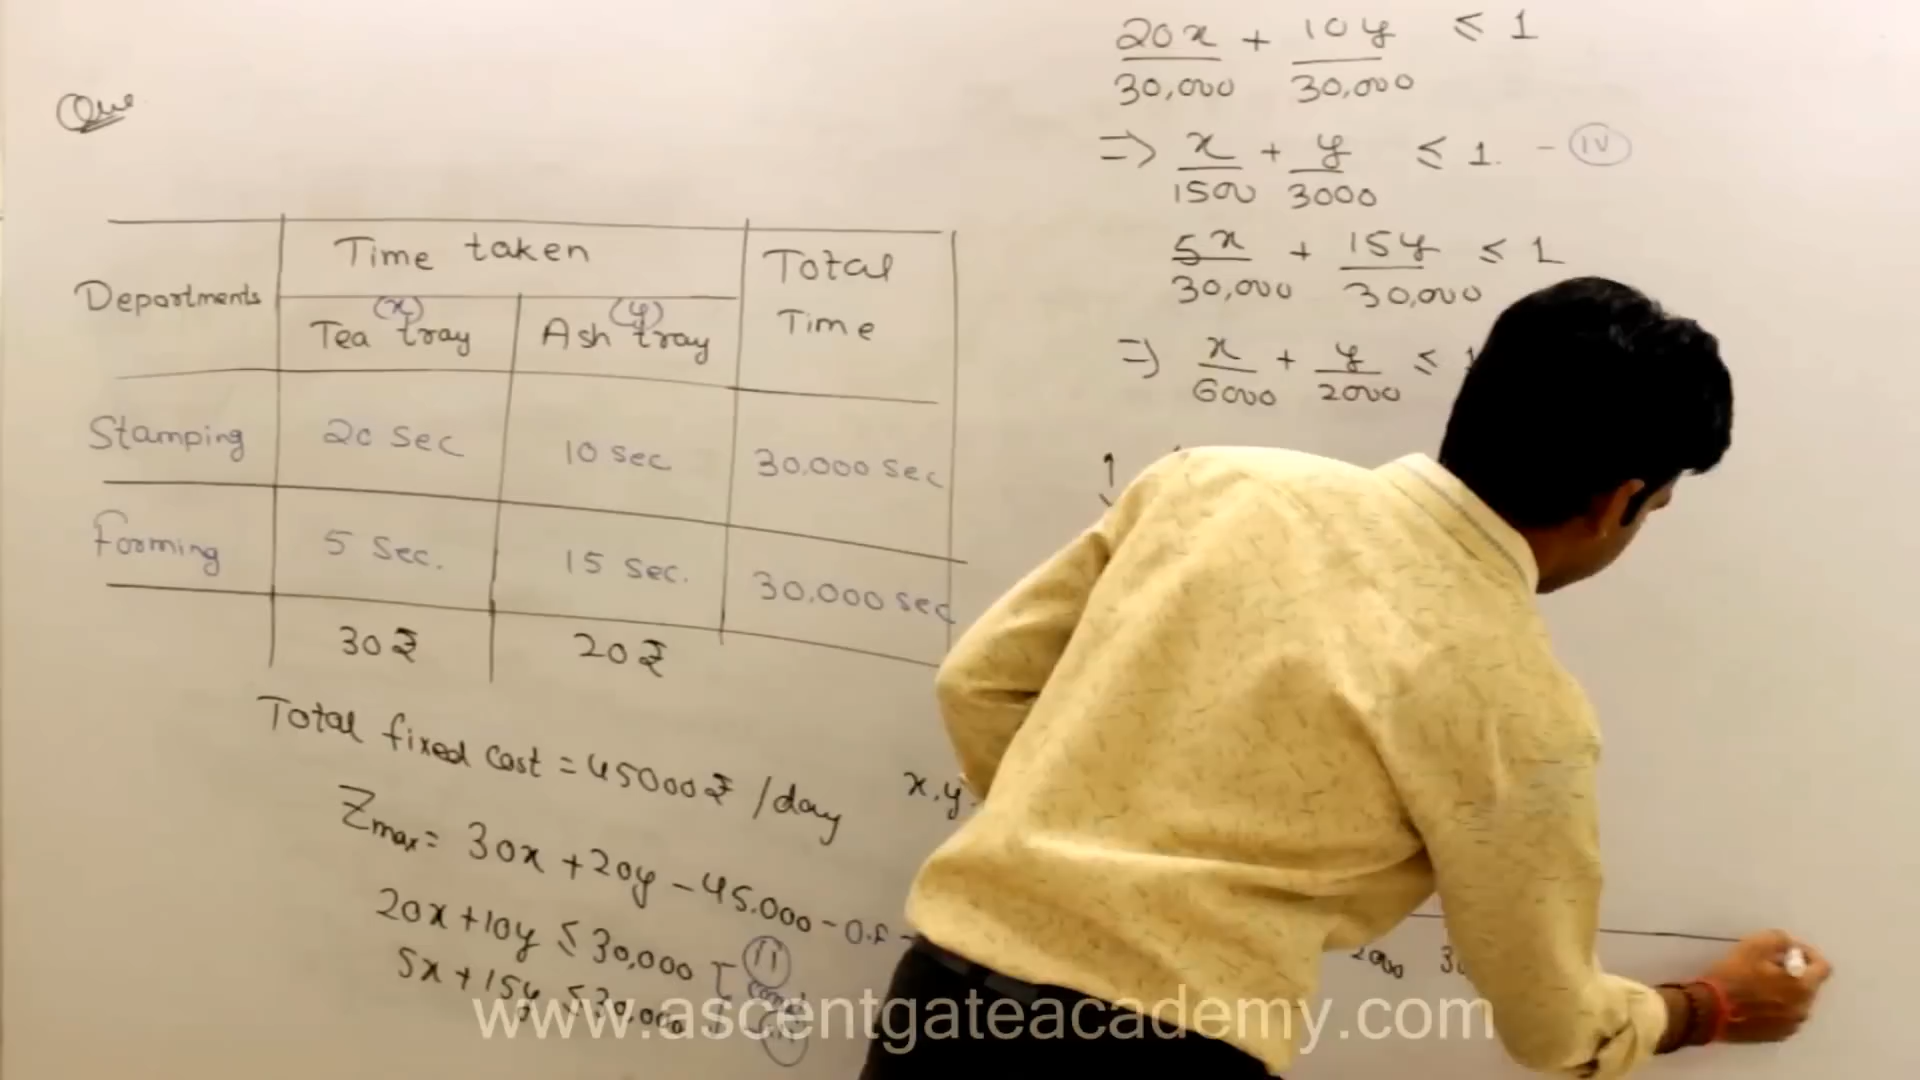 Que
Departments
Time taken
Total Time
(x)
Tea tray
(y)
Ash tray
Stamping 20 sec 10 sec 30,000 sec
Forming 5 sec. 15 sec. 30,000 sec
30 ₹ 20 ₹
Total fixed cost = 45000 ₹ /day
Zmax = 30x + 20y - 45,000 - O.F -
20x + 10y ≤ 30,000 (ii)
5x + 15y ≤ 30,000 (iii)
x, y
20x/30,000 + 10y/30,000 ≤ 1
=> x/1500 + y/3000 ≤ 1. - (iv)
5x/30,000 + 15y/30,000 ≤ 1
=> x/6000 + y/2000 ≤
2000
www.ascentgateacademy.com